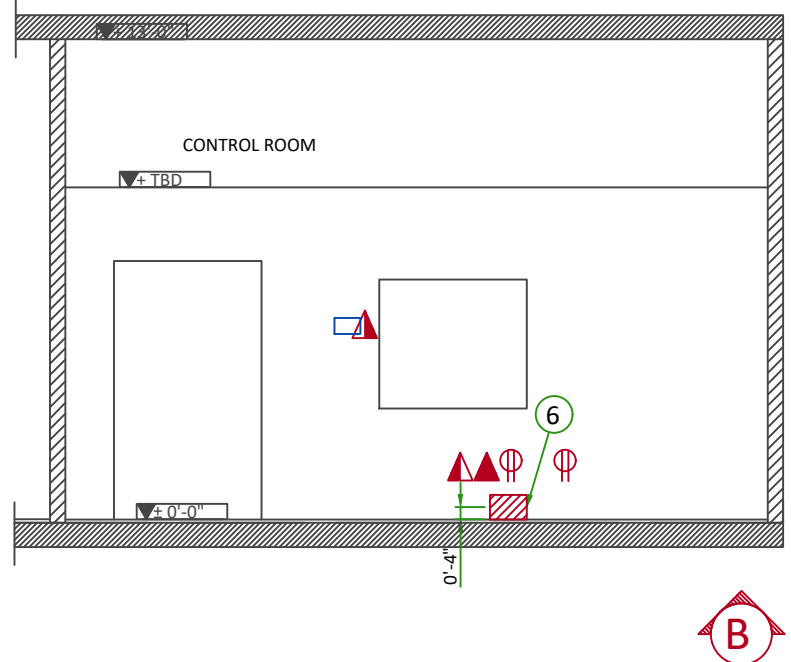 + 13'-0"
CONTROL ROOM
+ TBD
6
± 0'-0"
0'-4"
B